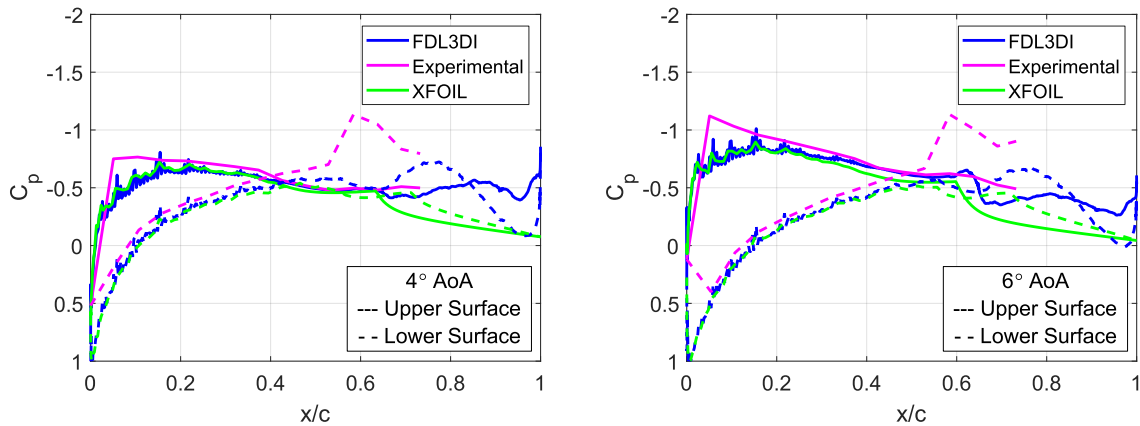 -2
-1.5
-1
-0.5
0
0.5
1
C_p
0 0.2 0.4 0.6 0.8 1
x/c
FDL3DI
Experimental
XFOIL
4° AoA
Upper Surface
Lower Surface
-2
-1.5
-1
-0.5
0
0.5
1
C_p
0 0.2 0.4 0.6 0.8 1
x/c
FDL3DI
Experimental
XFOIL
6° AoA
Upper Surface
Lower Surface